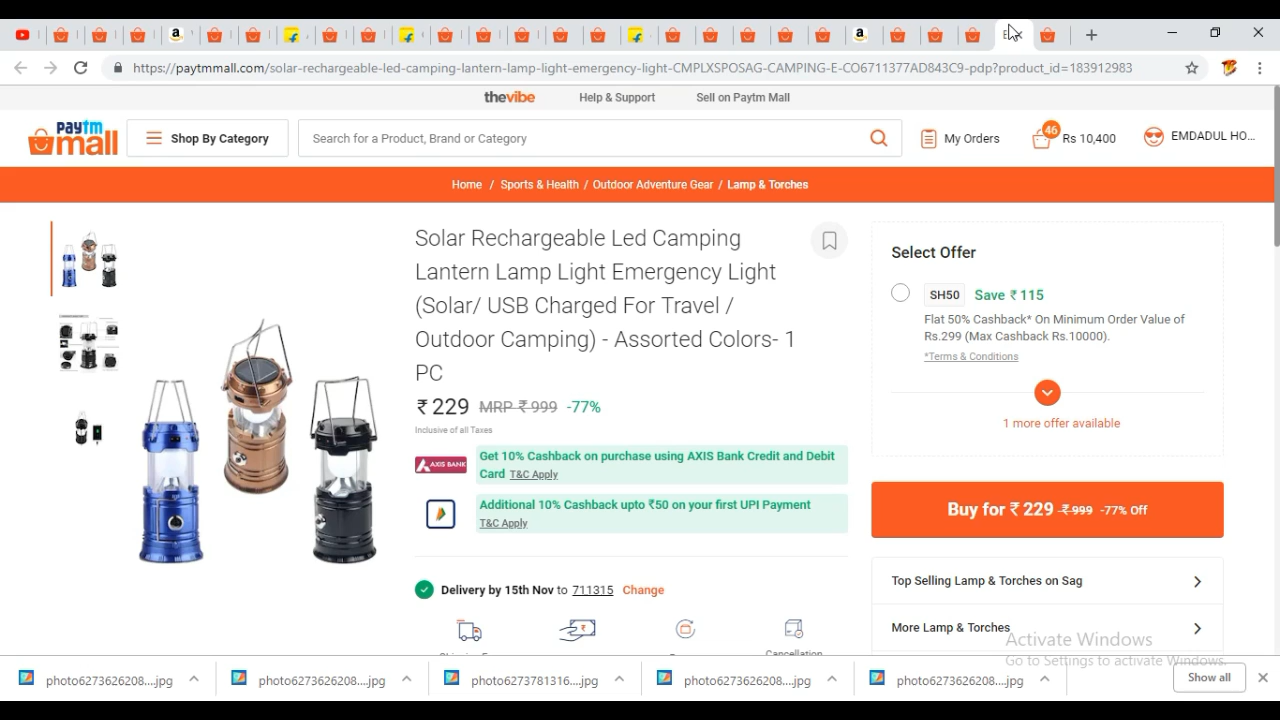 https://paytmmall.com/solar-rechargeable-led-camping-lantern-lamp-light-emergency-light-CMPLXSPOSAG-CAMPING-E-CO6711377AD843C9-pdp?product_id=183912983
thevibe Help & Support Sell on Paytm Mall
paytm mall
Shop By Category
Search for a Product, Brand or Category
My Orders
46
Rs 10,400
EMDADUL HO...
Home / Sports & Health / Outdoor Adventure Gear / Lamp & Torches
Solar Rechargeable Led Camping
Lantern Lamp Light Emergency Light
(Solar/ USB Charged For Travel /
Outdoor Camping) - Assorted Colors- 1
PC
₹ 229 MRP ₹ 999 -77%
Inclusive of all Taxes
AXIS BANK
Get 10% Cashback on purchase using AXIS Bank Credit and Debit
Card T&C Apply
Additional 10% Cashback upto ₹50 on your first UPI Payment
T&C Apply
Delivery by 15th Nov to 711315 Change
Cancellation
Select Offer
SH50 Save ₹ 115
Flat 50% Cashback* On Minimum Order Value of
Rs.299 (Max Cashback Rs.10000).
*Terms & Conditions
1 more offer available
Buy for ₹ 229 ₹ 999 -77% Off
Top Selling Lamp & Torches on Sag
More Lamp & Torches
Activate Windows
Go to Settings to activate Windows.
photo6273626208....jpg
photo6273626208....jpg
photo6273781316....jpg
photo6273626208....jpg
photo6273626208....jpg
Show all